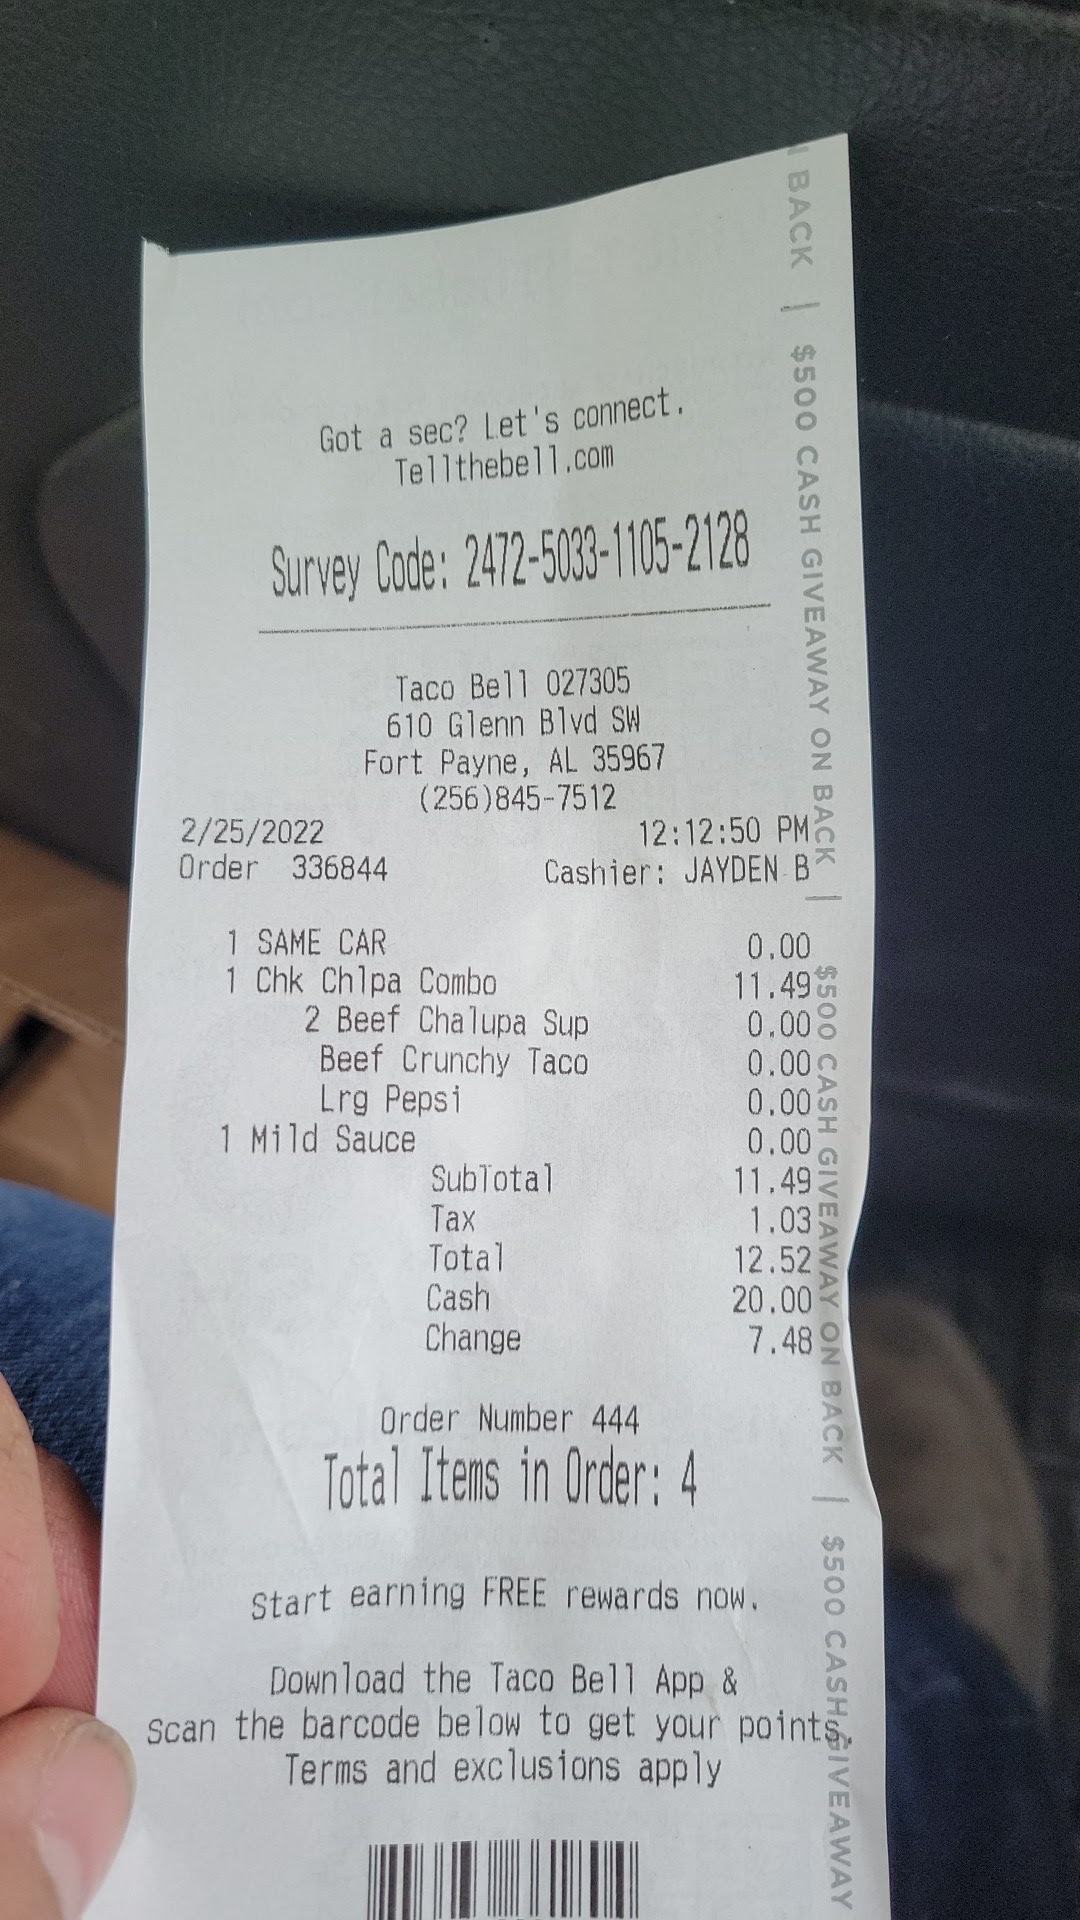 Got a sec? Let's connect.
Tellthebell.com
Survey Code: 2472-5033-1105-2128
Taco Bell 027305
610 Glenn Blvd SW
Fort Payne, AL 35967
(256)845-7512
2/25/2022 12:12:50 PM
Order 336844 Cashier: JAYDEN B
1 SAME CAR 0.00
1 Chk Chlpa Combo 11.49
2 Beef Chalupa Sup 0.00
Beef Crunchy Taco 0.00
Lrg Pepsi 0.00
1 Mild Sauce 0.00
SubTotal 11.49
Tax 1.03
Total 12.52
Cash 20.00
Change 7.48
Order Number 444
Total Items in Order: 4
Start earning FREE rewards now.
Download the Taco Bell App &
Scan the barcode below to get your points.
Terms and exclusions apply
BACK | $500 CASH GIVEAWAY ON BACK | $500 CASH GIVEAWAY ON BACK | $500 CASH GIVEAWAY